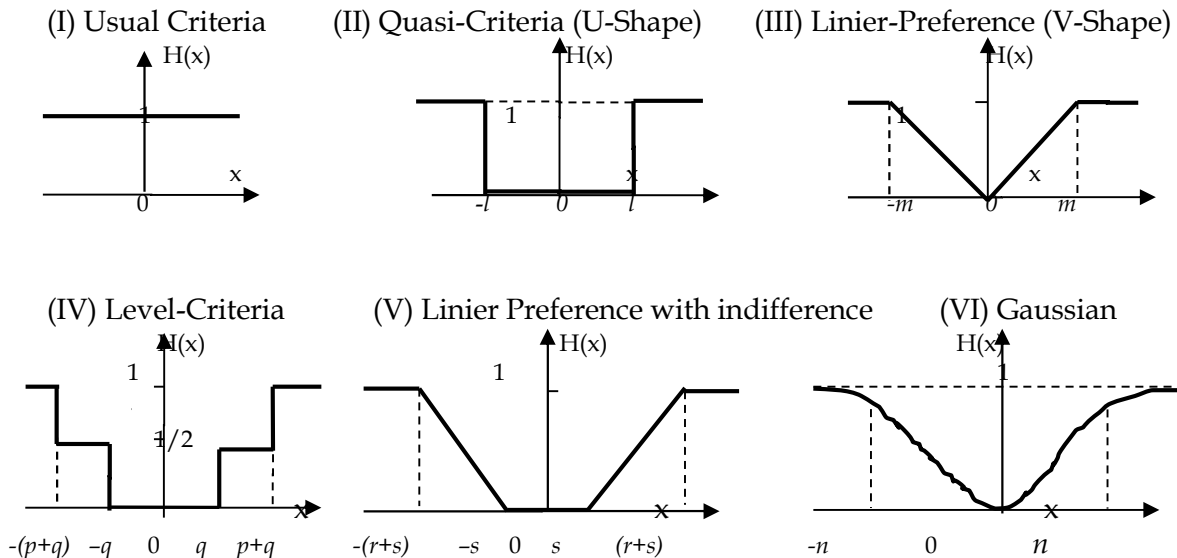 (I) Usual Criteria
H(x)
1
x
0
(II) Quasi-Criteria (U-Shape)
H(x)
1
x
-l 0 l
(III) Linier-Preference (V-Shape)
H(x)
1
x
-m 0 m
(IV) Level-Criteria
H(x)
1
1/2
x
-(p+q) –q 0 q p+q
(V) Linier Preference with indifference
H(x)
1
x
-(r+s) –s 0 s (r+s)
(VI) Gaussian
H(x)
1
x
-n 0 n